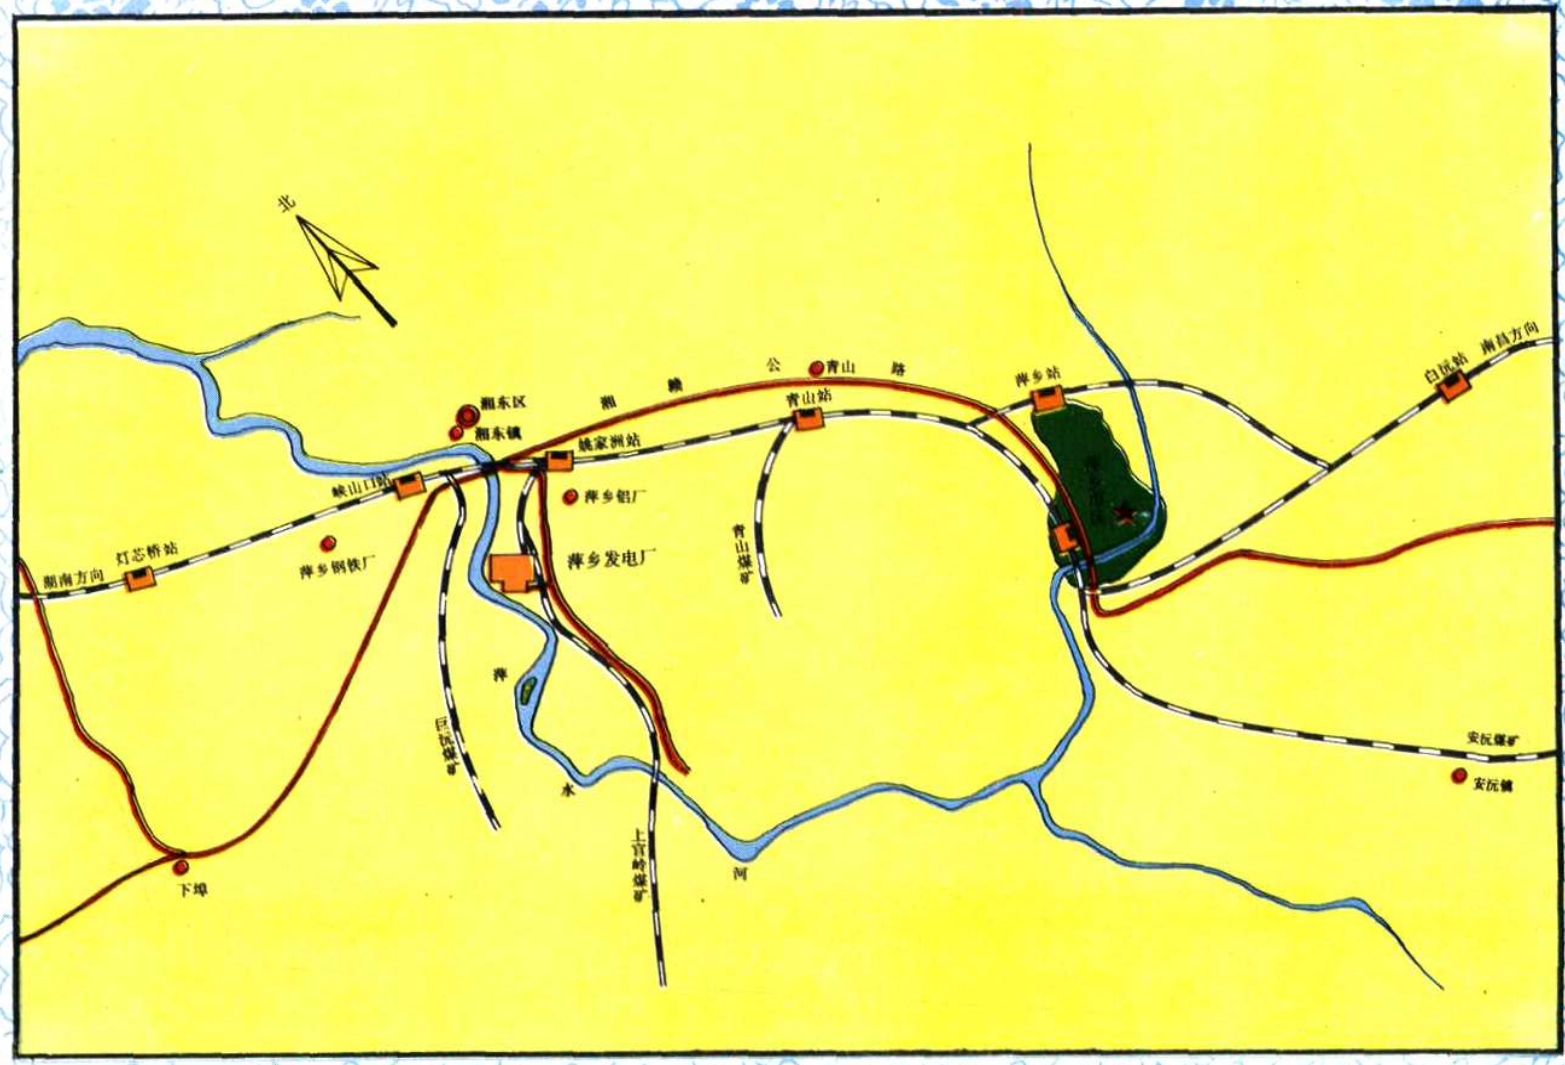 北
湘赣公路
青山
萍乡站
白沅站
南昌方向
湘东区
湘东镇
青山站
姚家洲站
峡山口站
萍乡铝厂
灯芯桥站
湖南方向
萍乡钢铁厂
萍乡发电厂
青山煤矿
巨沅煤矿
萍水河
上官岭煤矿
安沅煤矿
安沅镇
下埠